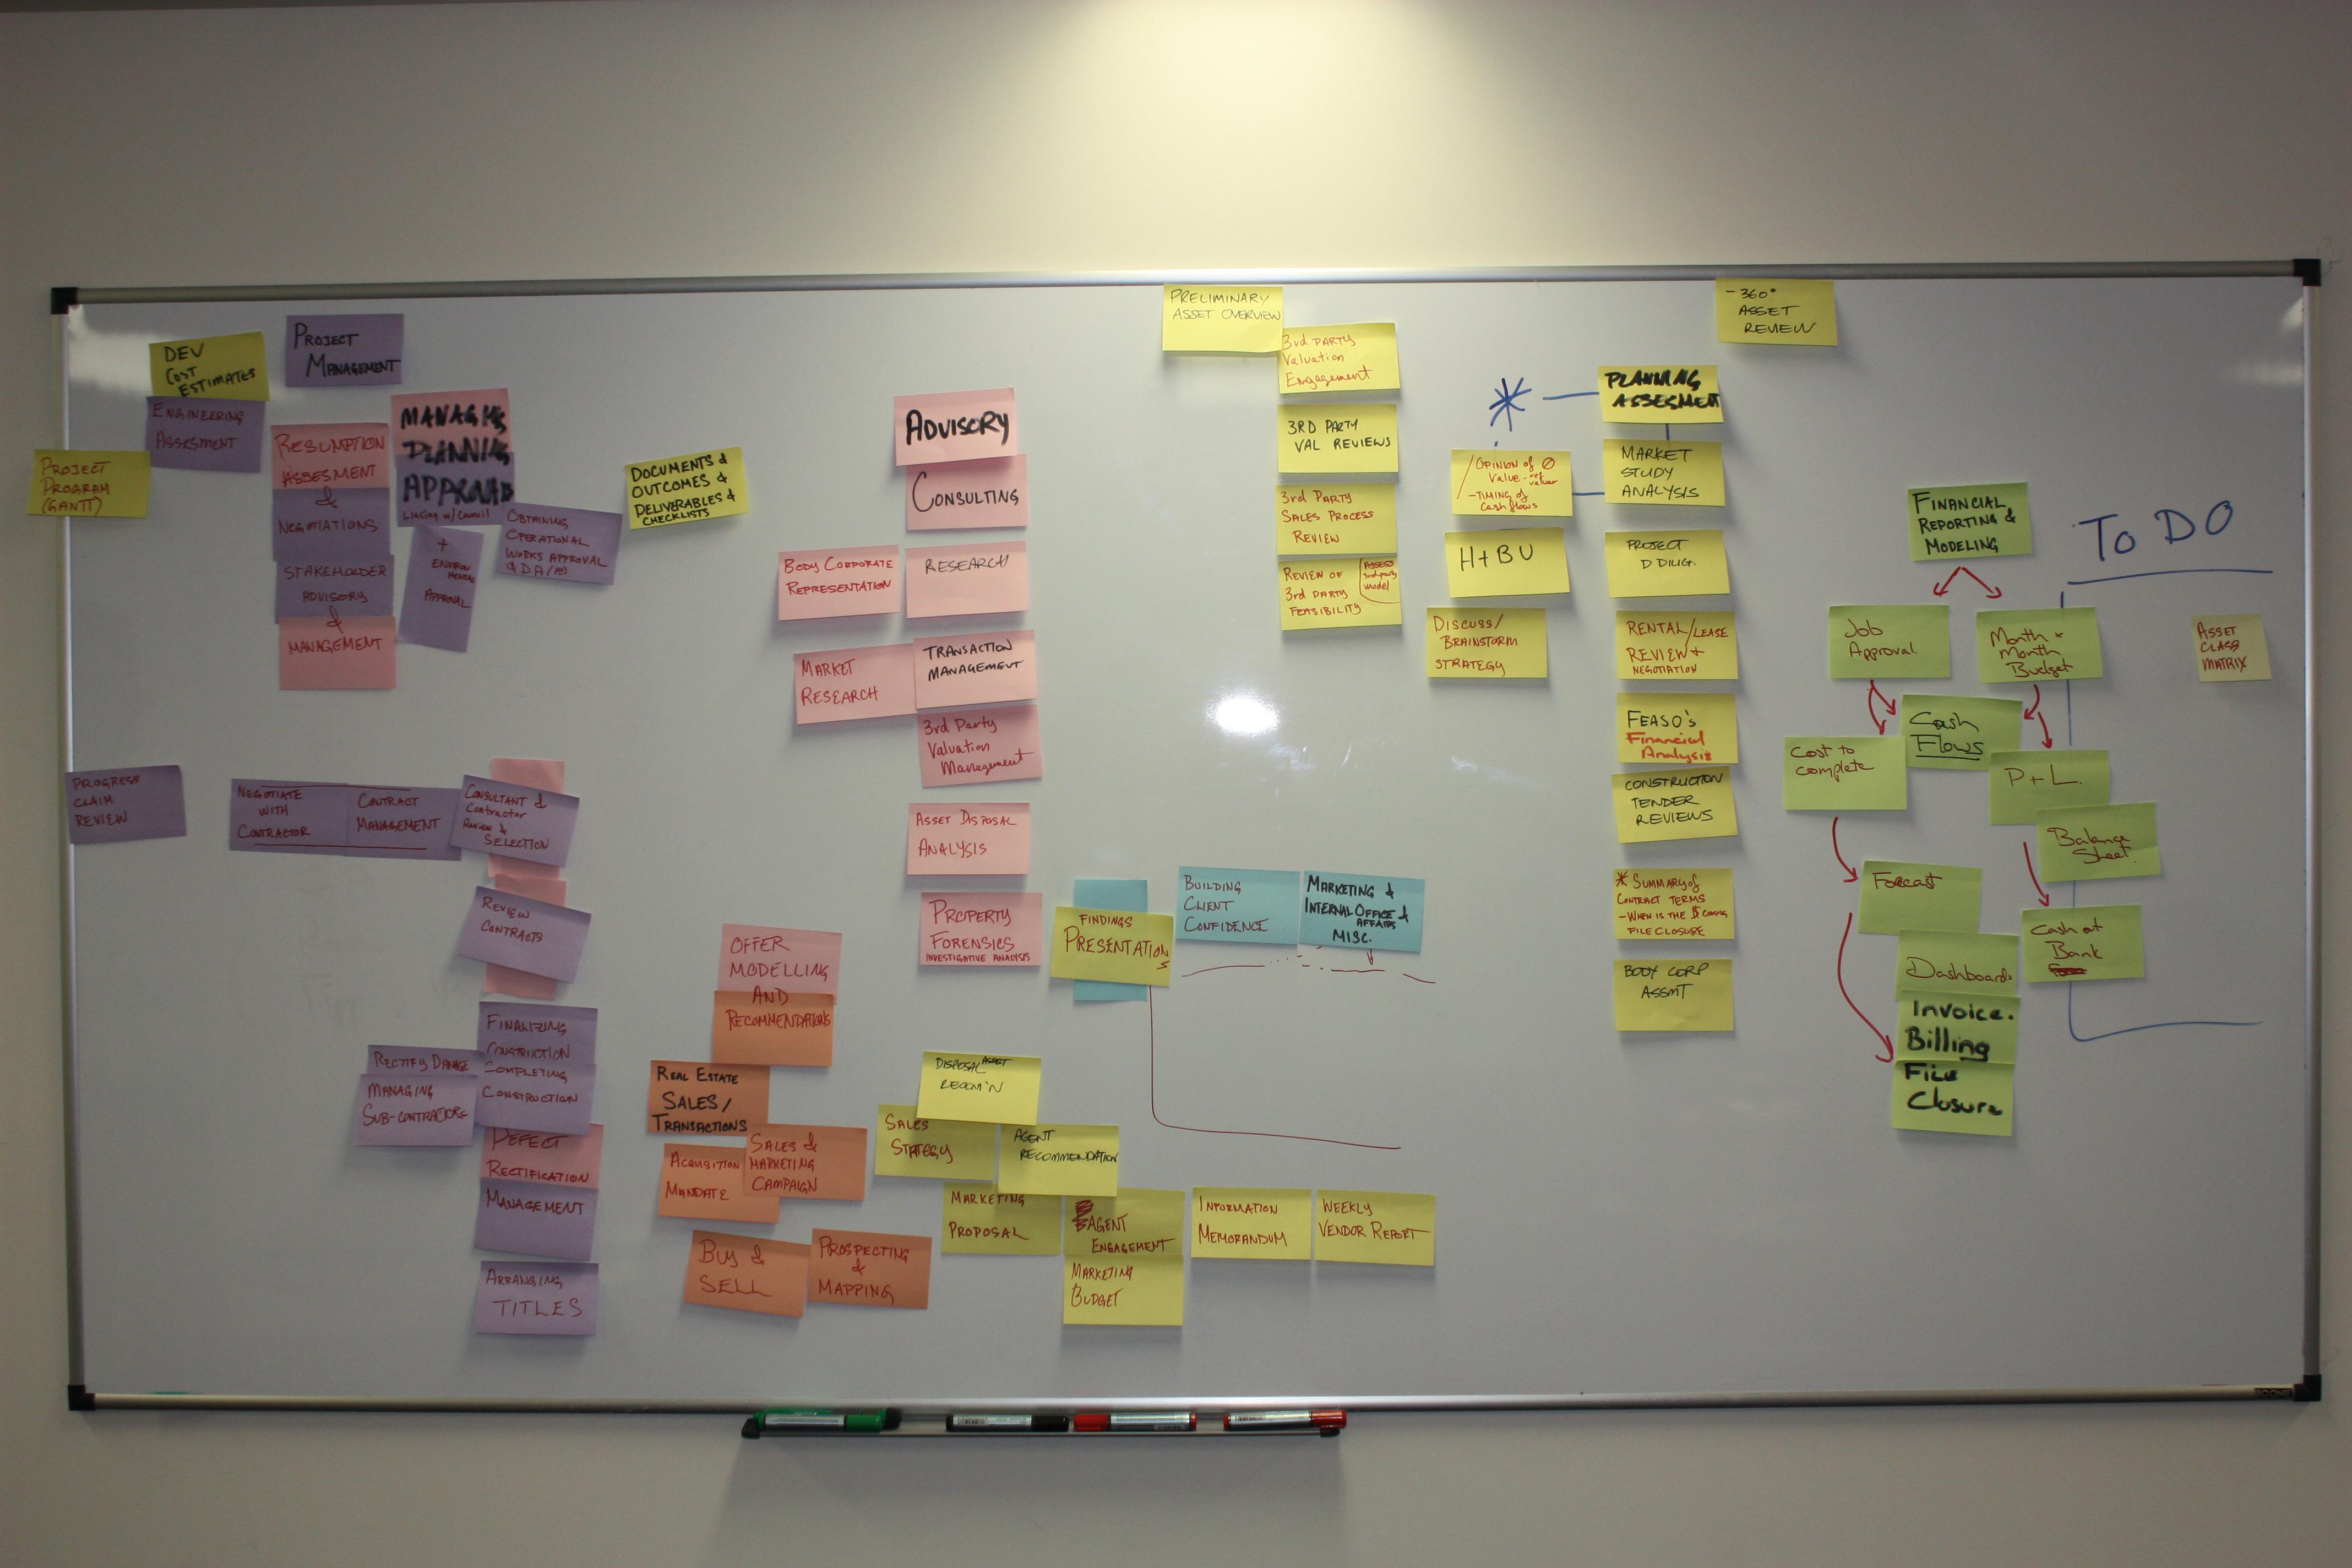 DEV
COST
ESTIMATES
PROJECT
MANAGEMENT
ENGINEERING
ASSESMENT
PROJECT
PROGRAM
(GANTT)
RESUMPTION
ASSESMENT
&
NEGOTIATIONS
STAKEHOLDER
ADVISORY
&
MANAGEMENT
MANAGING
PLANNING
APPROVAL
LIASING W/ COUNCIL
+
ENVIRON
MENTAL
APPROVAL
OBTAINING
OPERATIONAL
WORKS APPROVAL
DOCUMENTS &
OUTCOMES &
DELIVERABLES &
CHECKLISTS
PROGRESS
CLAIM
REVIEW
NEGOTIATE
WITH
CONTRACTOR
CONTRACT
MANAGEMENT
CONSULTANT &
Contractor
REVIEW &
SELECTION
REVIEW
CONTRACTS
FINALIZING
CONSTRUCTION
COMPLETING
CONSTRUCTION
RECTIFY DAMAGE
MANAGING
SUB-CONTRACTORS
DEFECT
RECTIFICATION
MANAGEMENT
ARRANGING
TITLES
ADVISORY
CONSULTING
BODY CORPORATE
REPRESENTATION
RESEARCH
MARKET
RESEARCH
TRANSACTION
MANAGEMENT
3rd Party
Valuation
Management
ASSET DISPOSAL
ANALYSIS
PROPERTY
FORENSICS
INVESTIGATIVE ANALYSIS
OFFER
MODELLING
AND
RECOMMENDATIONS
REAL ESTATE
SALES/
TRANSACTIONS
ACQUISITION
MANDATE
SALES &
MARKETING
CAMPAIGN
BUY &
SELL
PROSPECTING
&
MAPPING
DISPOSAL ASSET
RECOM'N
SALES
STATEGY
AGENT
RECOMMENDATION
MARKETING
PROPOSAL
AGENT
ENGAGEMENT
MARKETING
BUDGET
INFORMATION
MEMORANDUM
WEEKLY
VENDOR REPORT
FINDINGS
PRESENTATIONS
BUILDING
CLIENT
CONFIDENCE
MARKETING &
INTERNAL OFFICE &
AFFAIRS
MISC.
PRELIMINARY
ASSET OVERVIEW
3rd PARTY
Valuation
Engagement
3RD PARTY
VAL REVIEWS
3rd PARTY
SALES PROCESS
REVIEW
REVIEW OF
3rd PARTY
FEASIBILITY
ASSESS
3rd party
model
OPINION of
Value - not
valuer
- TIMING of
Cash flows
H+BU
DISCUSS/
BRAINSTORM
STRATEGY
- 360°
ASSET
REVIEW
PLANNING
ASSESMENT
MARKET
STUDY
ANALYSIS
PROJECT
D DILIG.
RENTAL/LEASE
REVIEW +
NEGOTIATION
FEASO'S
Financial
Analysis
CONSTRUCTION
TENDER
REVIEWS
* SUMMARY of
CONTRACT TERMS
- WHEN IS THE $ COMING
FILE CLOSURE
BODY CORP
ASSMT
FINANCIAL
REPORTING &
MODELING
Job
Approval.
Month x
Month
Budget
Cash
Flows
Cost to
complete
P+L.
Balance
Sheet.
Forecast
Cash at
Bank
Dashboards
Invoice.
Billing
File
Closure
TO DO
ASSET
CLASS
MATRIX